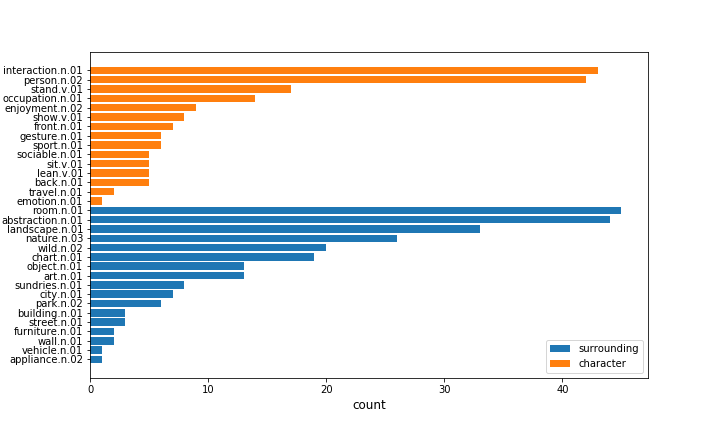 interaction.n.01
person.n.02
stand.v.01
occupation.n.01
enjoyment.n.02
show.v.01
front.n.01
gesture.n.01
sport.n.01
sociable.n.01
sit.v.01
lean.v.01
back.n.01
travel.n.01
emotion.n.01
room.n.01
abstraction.n.01
landscape.n.01
nature.n.03
wild.n.02
chart.n.01
object.n.01
art.n.01
sundries.n.01
city.n.01
park.n.02
building.n.01
street.n.01
furniture.n.01
wall.n.01
vehicle.n.01
appliance.n.02
surrounding
character
0 10 20 30 40
count